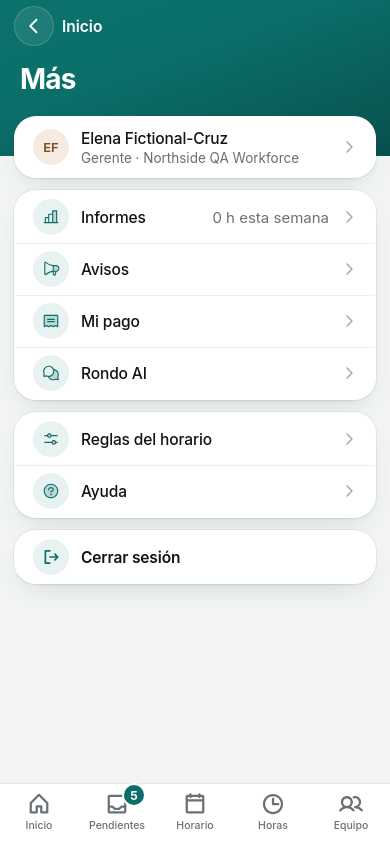 Inicio
Más
EF
Elena Fictional-Cruz
Gerente · Northside QA Workforce
Informes
0 h esta semana
Avisos
Mi pago
Rondo AI
Reglas del horario
Ayuda
Cerrar sesión
5
Inicio
Pendientes
Horario
Horas
Equipo